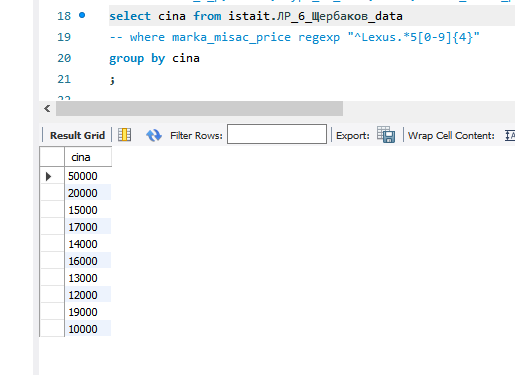 18 select cina from istait.ЛР_6_Щербаков_data
19 -- where marka_misac_price regexp "^Lexus.*5[0-9]{4}"
20 group by cina
21 ;
Result Grid Filter Rows: Export: Wrap Cell Content:
cina
50000
20000
15000
17000
14000
16000
13000
12000
19000
10000